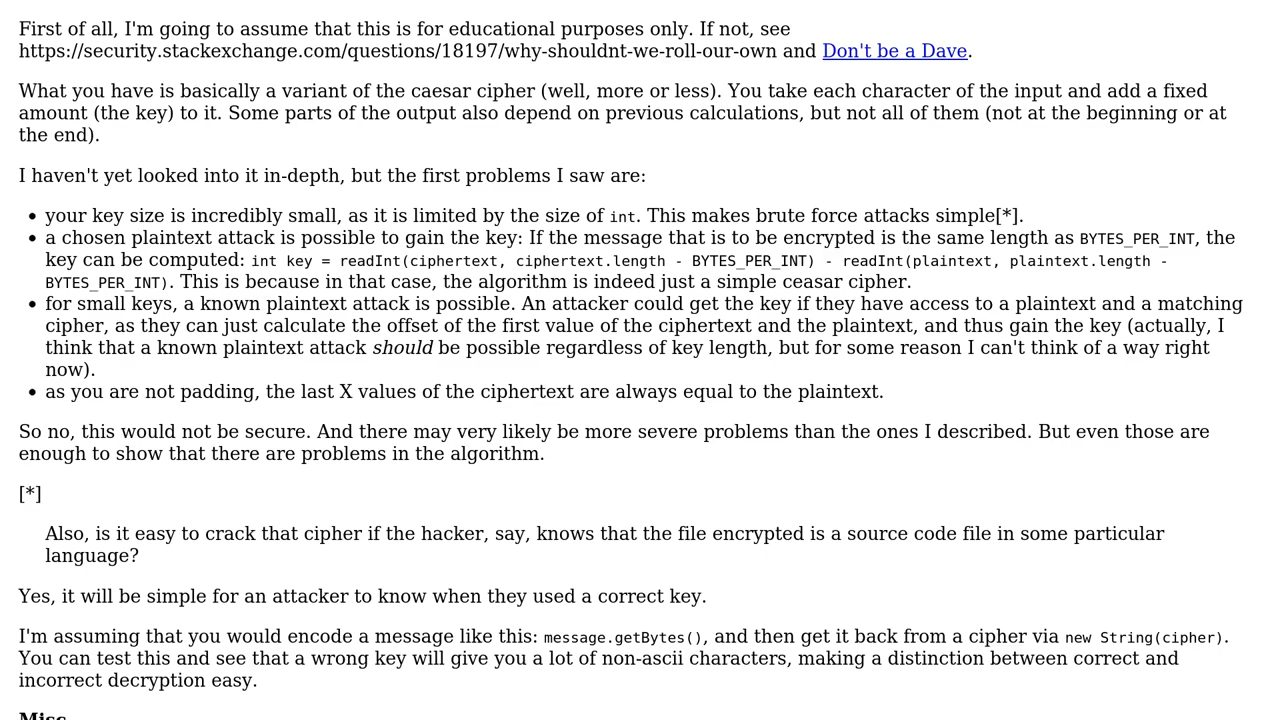 First of all, I'm going to assume that this is for educational purposes only. If not, see
https://security.stackexchange.com/questions/18197/why-shouldnt-we-roll-our-own and Don't be a Dave.
What you have is basically a variant of the caesar cipher (well, more or less). You take each character of the input and add a fixed
amount (the key) to it. Some parts of the output also depend on previous calculations, but not all of them (not at the beginning or at
the end).
I haven't yet looked into it in-depth, but the first problems I saw are:
• your key size is incredibly small, as it is limited by the size of int. This makes brute force attacks simple[*].
• a chosen plaintext attack is possible to gain the key: If the message that is to be encrypted is the same length as BYTES_PER_INT, the
key can be computed: int key = readInt(ciphertext, ciphertext.length - BYTES_PER_INT) - readInt(plaintext, plaintext.length -
BYTES_PER_INT). This is because in that case, the algorithm is indeed just a simple ceasar cipher.
• for small keys, a known plaintext attack is possible. An attacker could get the key if they have access to a plaintext and a matching
cipher, as they can just calculate the offset of the first value of the ciphertext and the plaintext, and thus gain the key (actually, I
think that a known plaintext attack should be possible regardless of key length, but for some reason I can't think of a way right
now).
• as you are not padding, the last X values of the ciphertext are always equal to the plaintext.
So no, this would not be secure. And there may very likely be more severe problems than the ones I described. But even those are
enough to show that there are problems in the algorithm.
[*]
Also, is it easy to crack that cipher if the hacker, say, knows that the file encrypted is a source code file in some particular
language?
Yes, it will be simple for an attacker to know when they used a correct key.
I'm assuming that you would encode a message like this: message.getBytes(), and then get it back from a cipher via new String(cipher).
You can test this and see that a wrong key will give you a lot of non-ascii characters, making a distinction between correct and
incorrect decryption easy.
Misc